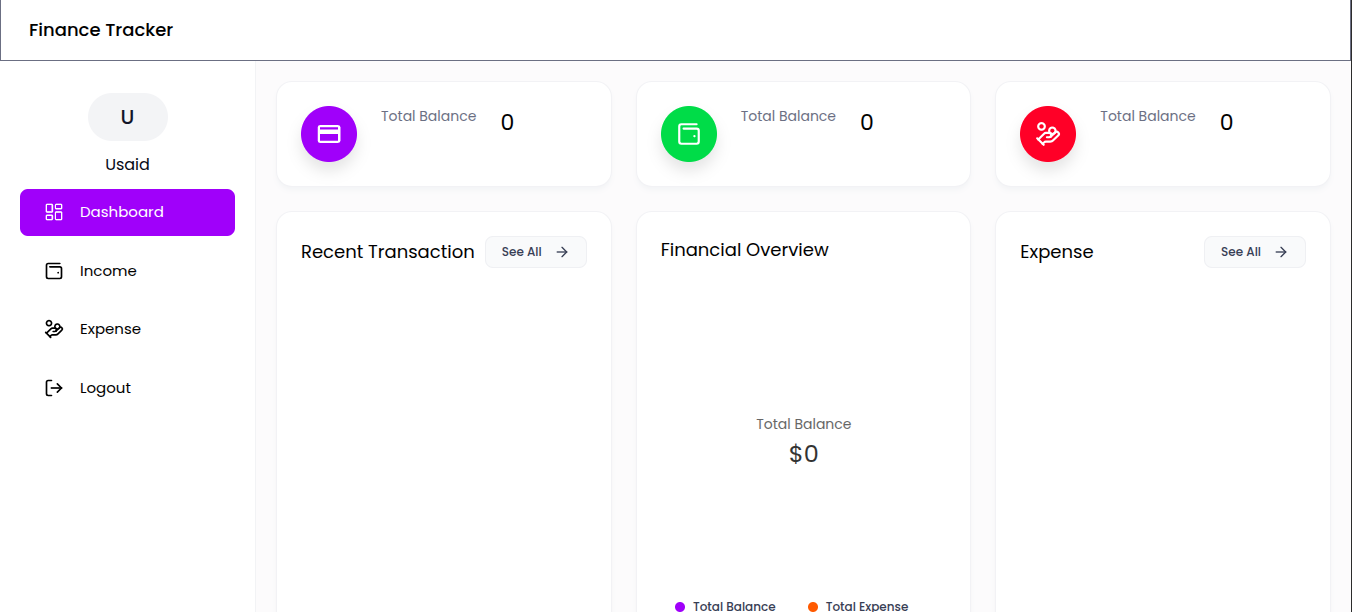 Finance Tracker
U
Usaid
Dashboard
Income
Expense
Logout
Total Balance 0
Total Balance 0
Total Balance 0
Recent Transaction See All
Financial Overview
Total Balance
$0
Total Balance Total Expense
Expense See All